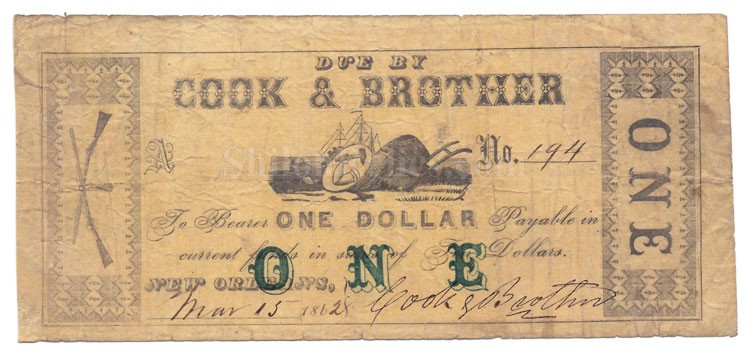 DUE BY
COOK & BROTHER
A
No. 194
To Bearer ONE DOLLAR Payable in
current funds in sums of Dollars.
ONE
NEW ORLEANS,
Mar 15 1862 Cook & Brother
ONE